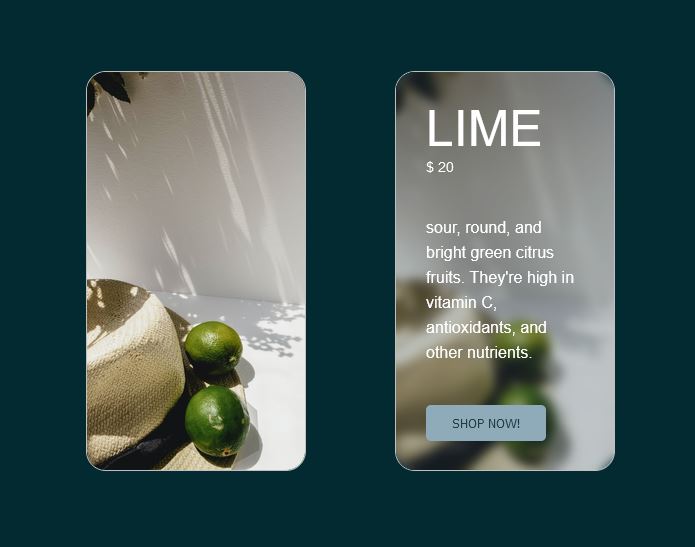 LIME
$ 20
sour, round, and
bright green citrus
fruits. They're high in
vitamin C,
antioxidants, and
other nutrients.
SHOP NOW!